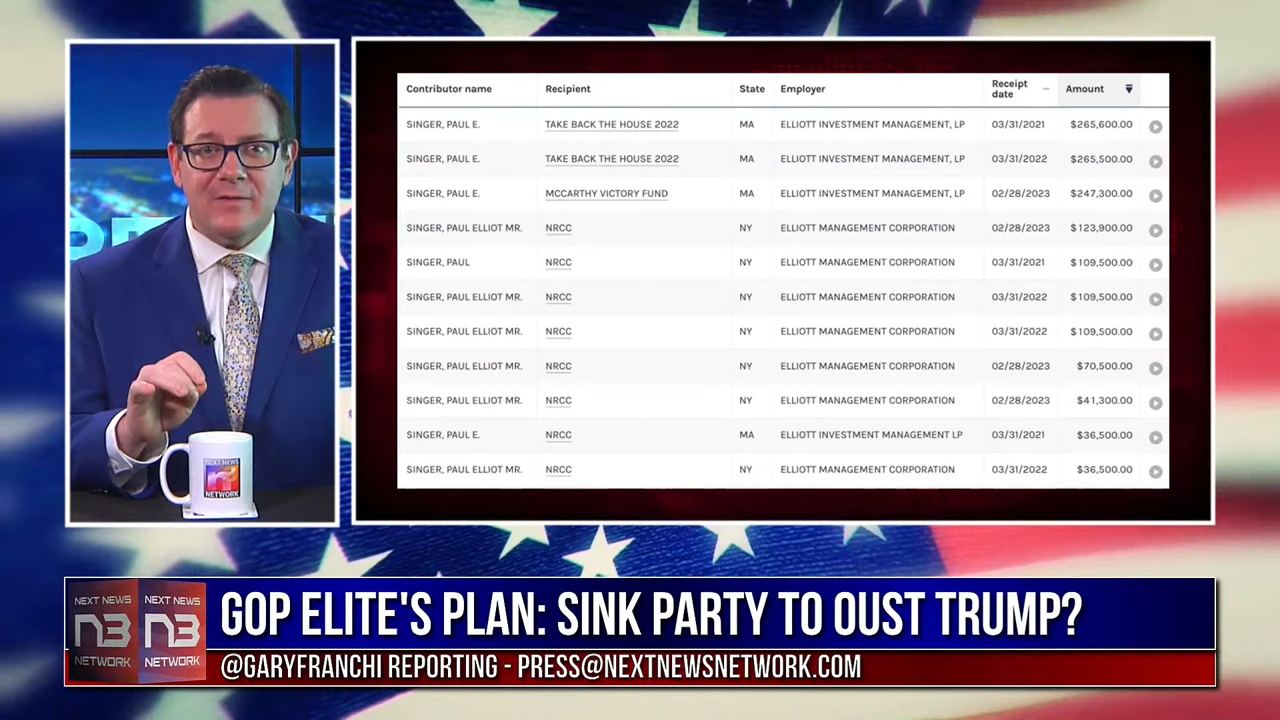 Contributor name Recipient State Employer Receipt date Amount
SINGER, PAUL E. TAKE BACK THE HOUSE 2022 MA ELLIOTT INVESTMENT MANAGEMENT, LP 03/31/2021 $265,600.00
SINGER, PAUL E. TAKE BACK THE HOUSE 2022 MA ELLIOTT INVESTMENT MANAGEMENT, LP 03/31/2022 $265,500.00
SINGER, PAUL E. MCCARTHY VICTORY FUND MA ELLIOTT INVESTMENT MANAGEMENT, LP 02/28/2023 $247,300.00
SINGER, PAUL ELLIOT MR. NRCC NY ELLIOTT MANAGEMENT CORPORATION 02/28/2023 $123,900.00
SINGER, PAUL NRCC NY ELLIOTT MANAGEMENT CORPORATION 03/31/2021 $109,500.00
SINGER, PAUL ELLIOT MR. NRCC NY ELLIOTT MANAGEMENT CORPORATION 03/31/2022 $109,500.00
SINGER, PAUL ELLIOT MR. NRCC NY ELLIOTT MANAGEMENT CORPORATION 03/31/2022 $109,500.00
SINGER, PAUL ELLIOT MR. NRCC NY ELLIOTT MANAGEMENT CORPORATION 02/28/2023 $70,500.00
SINGER, PAUL ELLIOT MR. NRCC NY ELLIOTT MANAGEMENT CORPORATION 02/28/2023 $41,300.00
SINGER, PAUL E. NRCC MA ELLIOTT INVESTMENT MANAGEMENT LP 03/31/2021 $36,500.00
SINGER, PAUL ELLIOT MR. NRCC NY ELLIOTT MANAGEMENT CORPORATION 03/31/2022 $36,500.00
NEXT NEWS
NETWORK
NEXT NEWS
N3
NETWORK
NEXT NEWS
N3
NETWORK
GOP ELITE'S PLAN: SINK PARTY TO OUST TRUMP?
@GARYFRANCHI REPORTING - PRESS@NEXTNEWSNETWORK.COM